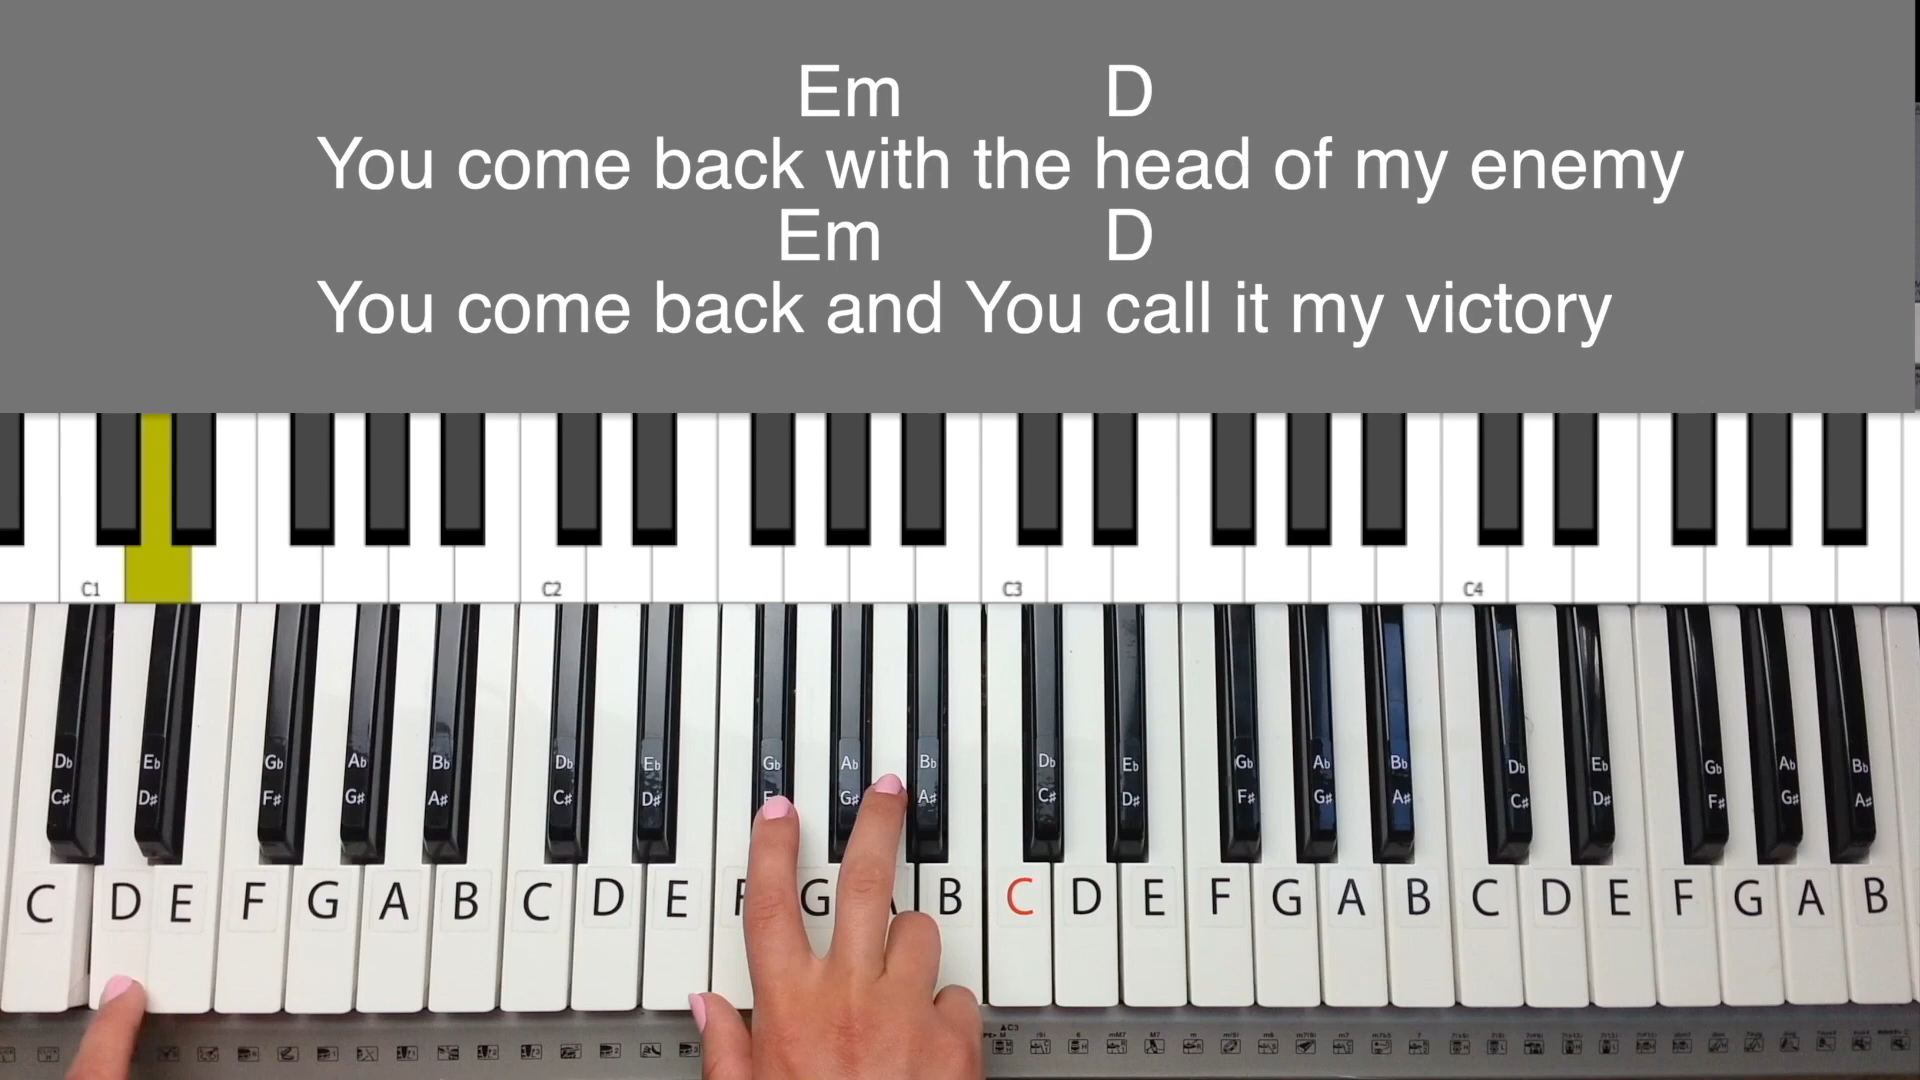 Em D
You come back with the head of my enemy
Em D
You come back and You call it my victory
C1 C2 C3 C4
Db Eb Gb Ab Bb Db Eb Gb Ab Bb Db Eb Gb Ab Bb Db Eb Gb Ab Bb
C# D# F# G# A# C# D# G# A# C# D# F# G# A# C# D# F# G# A#
C D E F G A B C D E F G B C D E F G A B C D E F G A B